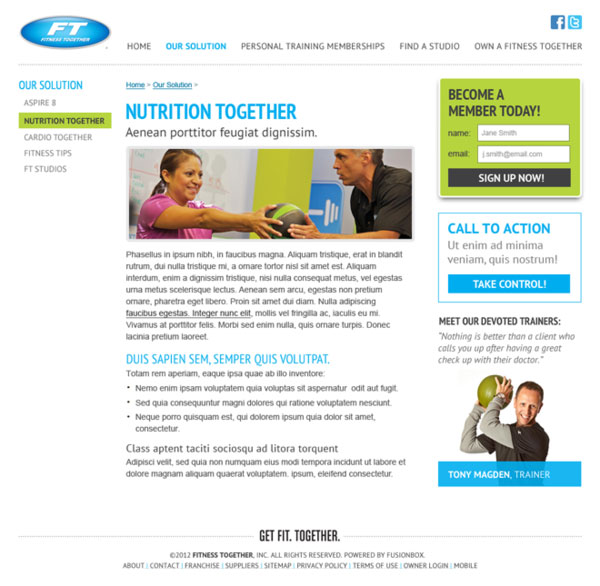 FT
FITNESS TOGETHER
HOME OUR SOLUTION PERSONAL TRAINING MEMBERSHIPS FIND A STUDIO OWN A FITNESS TOGETHER
OUR SOLUTION
ASPIRE II
NUTRITION TOGETHER
CARDIO TOGETHER
FITNESS TIPS
FT STUDIOS
Home > Our Solution >
NUTRITION TOGETHER
Aenean porttitor feugiat dignissim.
Phasellus in ipsum nibh, in faucibus magna. Aliquam tristique, erat in blandit
rutrum, dui nulla tristique mi, a ornare tortor nisl sit amet est. Aliquam
interdum, enim a dignissim tristique, nisi nulla consequat metus, vel egestas
urna metus scelerisque lectus. Aenean sem arcu, egestas non pretium
ornare, pharetra eget libero. Proin sit amet dui diam. Nulla adipiscing
faucibus egestas. Integer nunc elit, mollis vel fringilla ac, iaculis eu mi.
Vivamus at porttitor felis. Morbi sed enim nulla, quis ornare turpis. Donec
lacinia pretium laoreet.
DUIS SAPIEN SEM, SEMPER QUIS VOLUTPAT.
Totam rem aperiam, eaque ipsa quae ab illo inventore:
• Nemo enim ipsam voluptatem quia voluptas sit aspernatur odit aut fugit.
• Sed quia consequuntur magni dolores qui ratione voluptatem nesciunt.
• Neque porro quisquam est, qui dolorem ipsum quia dolor sit amet,
consectetur.
Class aptent taciti sociosqu ad litora torquent
Adipisci velit, sed quia non numquam eius modi tempora incidunt ut labore et
dolore magnam aliquam quaerat voluptatem. ipsum, eleifend consectetur.
BECOME A
MEMBER TODAY!
name: Jane Smith
email: j.smith@email.com
SIGN UP NOW!
CALL TO ACTION
Ut enim ad minima
veniam, quis nostrum!
TAKE CONTROL!
MEET OUR DEVOTED TRAINERS:
"Nothing is better than a client who
calls you up after having a great
check up with their doctor."
TONY MAGDEN, TRAINER
GET FIT. TOGETHER.
©2012 FITNESS TOGETHER, INC. ALL RIGHTS RESERVED. POWERED BY FUSIONBOX.
ABOUT | CONTACT | FRANCHISE | SUPPLIERS | SITEMAP | PRIVACY POLICY | TERMS OF USE | OWNER LOGIN | MOBILE